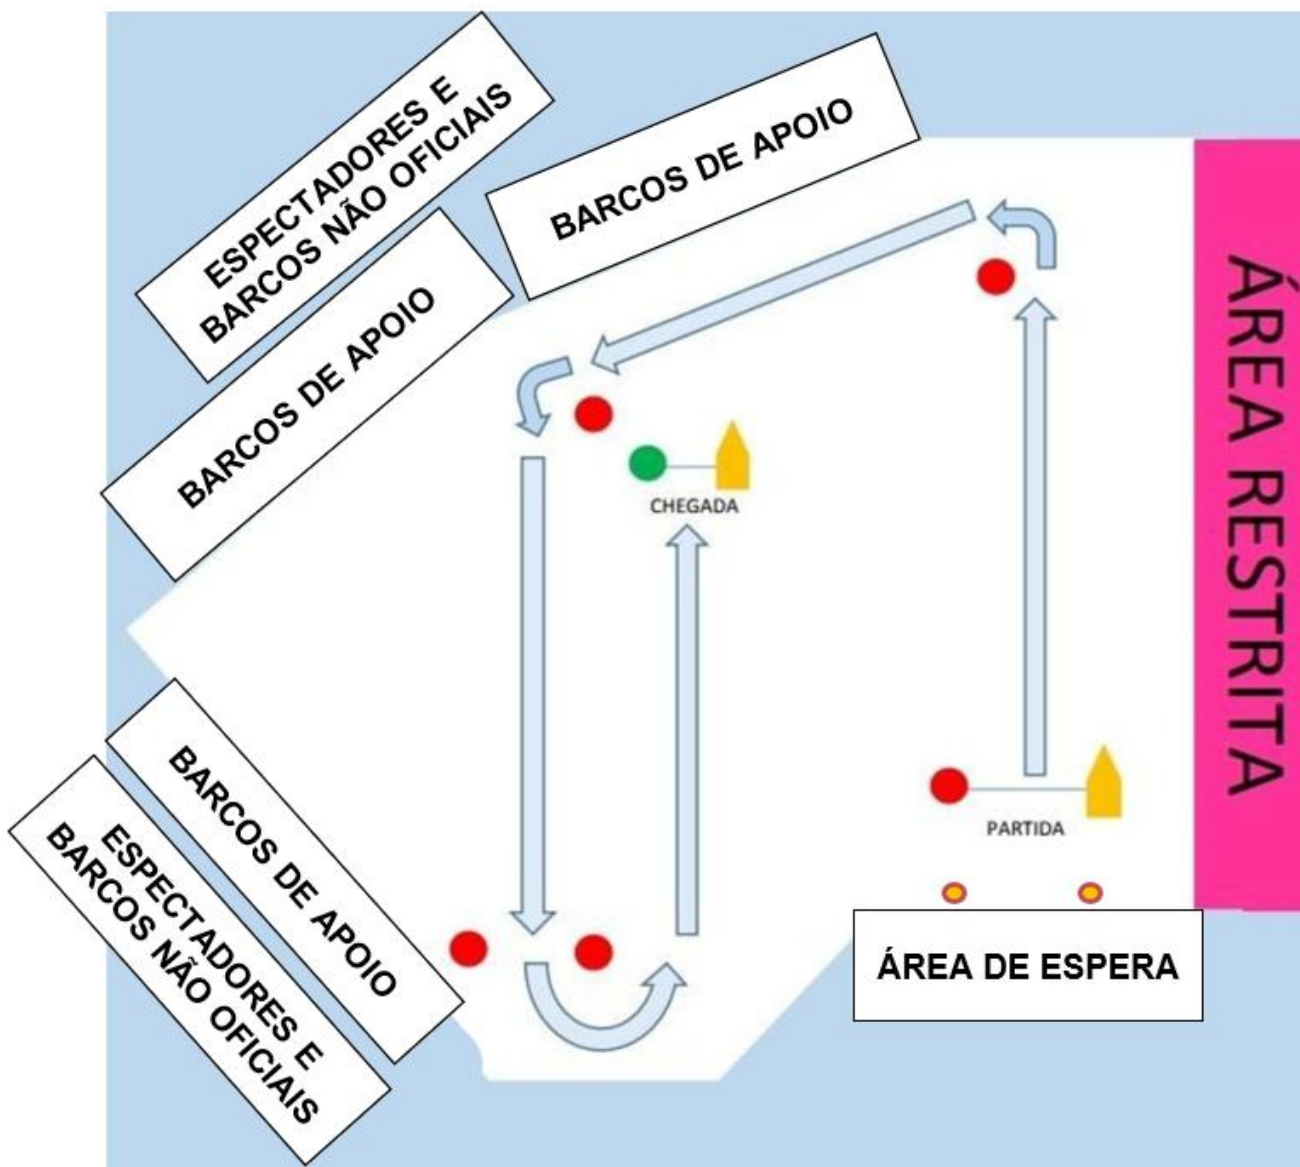 ESPECTADORES E
BARCOS NÃO OFICIAIS
BARCOS DE APOIO
BARCOS DE APOIO
ÁREA RESTRITA
CHEGADA
PARTIDA
BARCOS DE APOIO
ESPECTADORES E
BARCOS NÃO OFICIAIS
ÁREA DE ESPERA